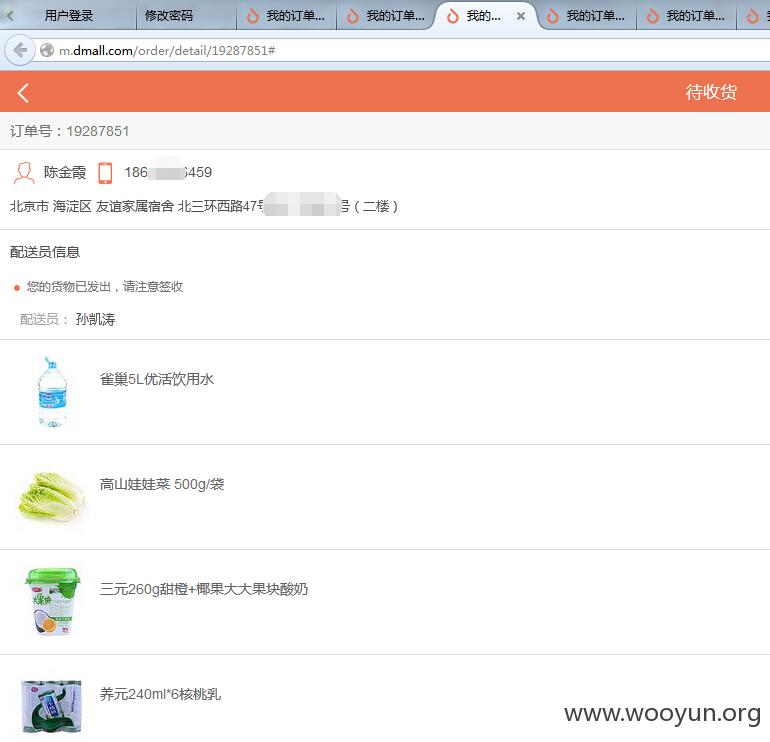 用户登录 修改密码 我的订单... 我的订单... 我的... × 我的订单... 我的订单...
m.dmall.com/order/detail/19287851#
待收货
订单号：19287851
陈金霞 186 6459
北京市 海淀区 友谊家属宿舍 北三环西路47号 号（二楼）
配送员信息
您的货物已发出，请注意签收
配送员： 孙凯涛
雀巢5L优活饮用水
高山娃娃菜 500g/袋
三元260g甜橙+椰果大大果块酸奶
养元240ml*6核桃乳
www.wooyun.org